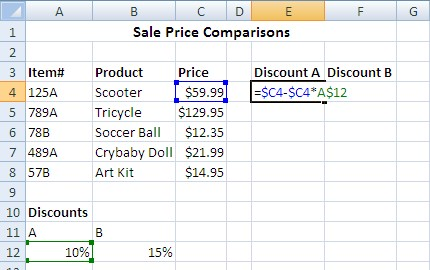 A B C D E F G
1 Sale Price Comparisons
2
3 Item# Product Price Discount A Discount B
4 125A Scooter $59.99 =$C4-$C4*A$12
5 789A Tricycle $129.95
6 78B Soccer Ball $12.35
7 489A Crybaby Doll $21.99
8 57B Art Kit $14.95
9
10 Discounts
11 A B
12 10% 15%